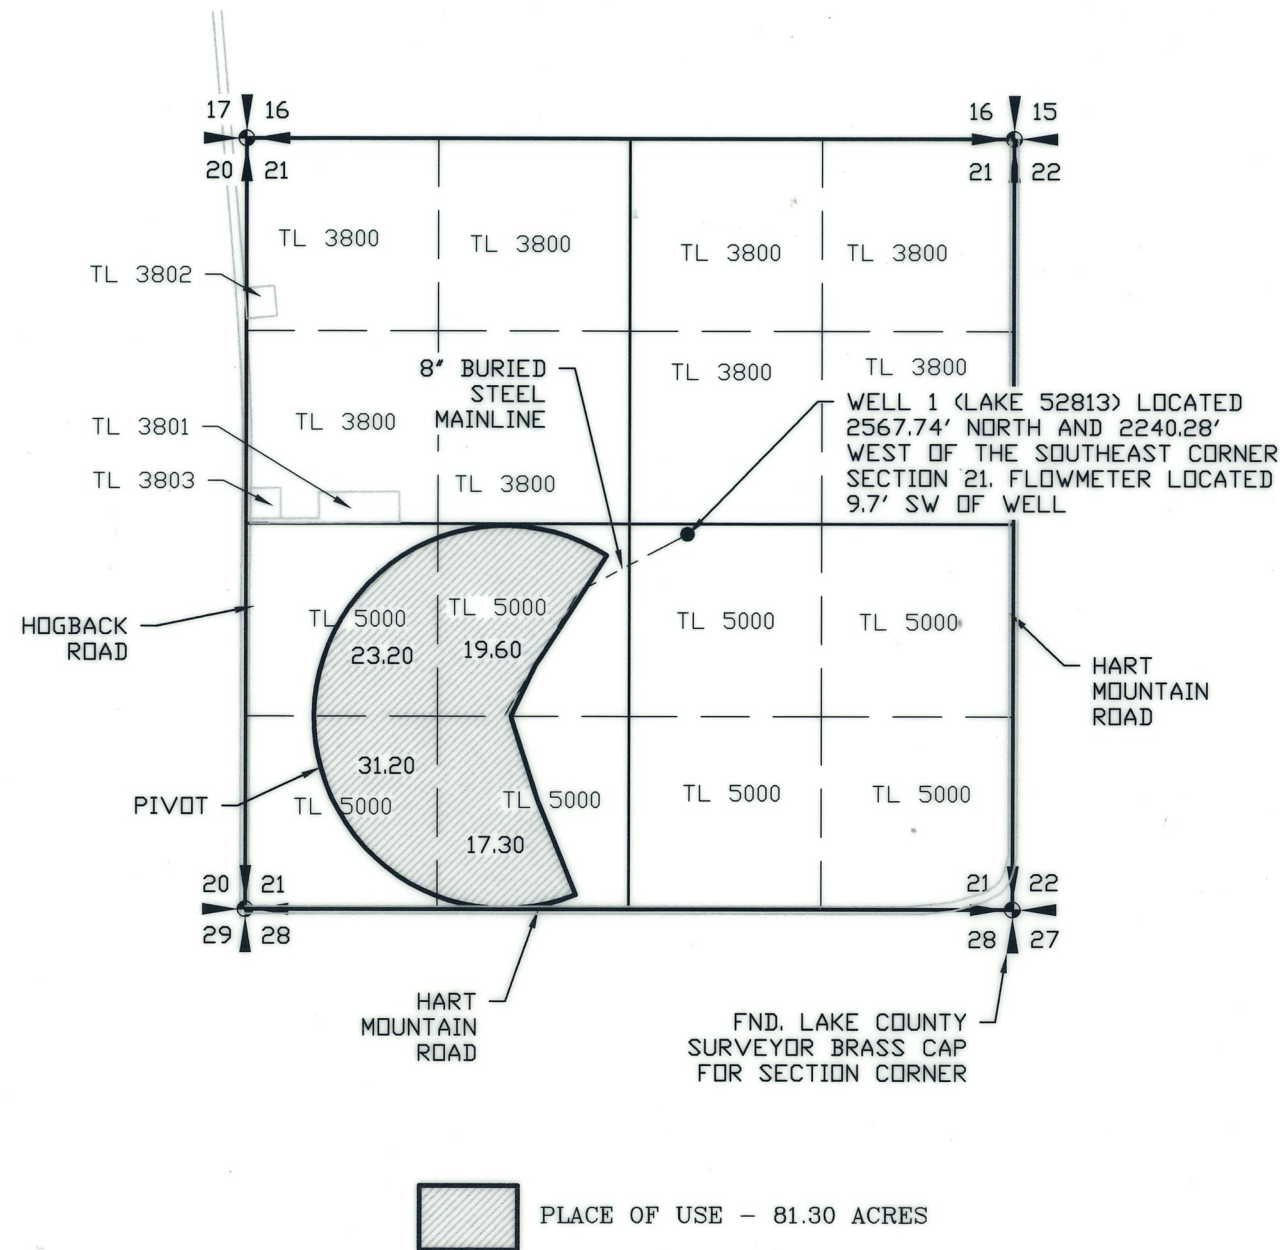 17 16
16 15
20 21
21 22
TL 3800
TL 3800
TL 3800
TL 3800
TL 3802
8" BURIED
STEEL
MAINLINE
TL 3800
TL 3800
WELL 1 (LAKE 52813) LOCATED
2567.74' NORTH AND 2240.28'
WEST OF THE SOUTHEAST CORNER
SECTION 21. FLOWMETER LOCATED
9.7' SW OF WELL
TL 3801
TL 3800
TL 3803
TL 3800
TL 5000
TL 5000
TL 5000
TL 5000
HOGBACK
ROAD
23.20
19.60
HART
MOUNTAIN
ROAD
31.20
PIVOT
TL 5000
TL 5000
TL 5000
TL 5000
17.30
20 21
21 22
29 28
28 27
HART
MOUNTAIN
ROAD
FND. LAKE COUNTY
SURVEYOR BRASS CAP
FOR SECTION CORNER
PLACE OF USE - 81.30 ACRES